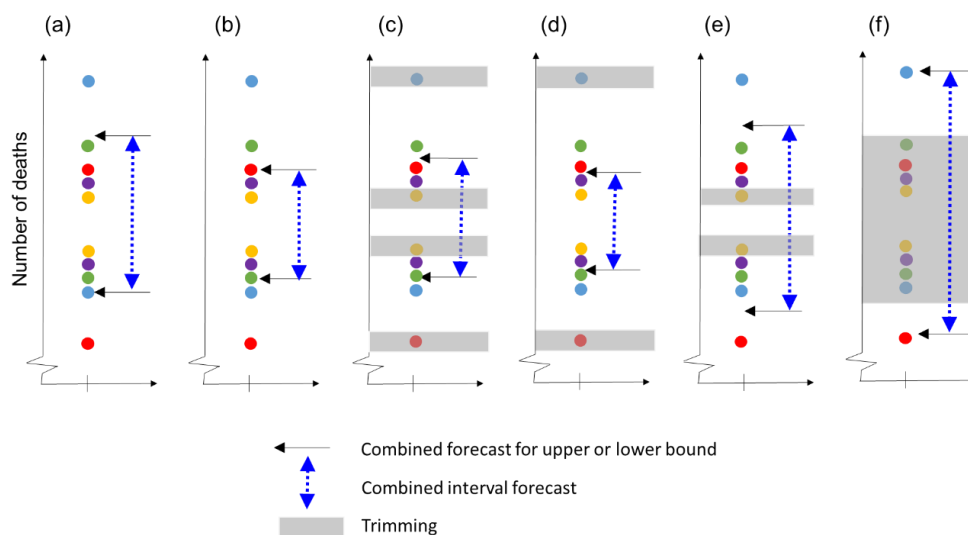 (a)
(b)
(c)
(d)
(e)
(f)
Number of deaths
Combined forecast for upper or lower bound
Combined interval forecast
Trimming